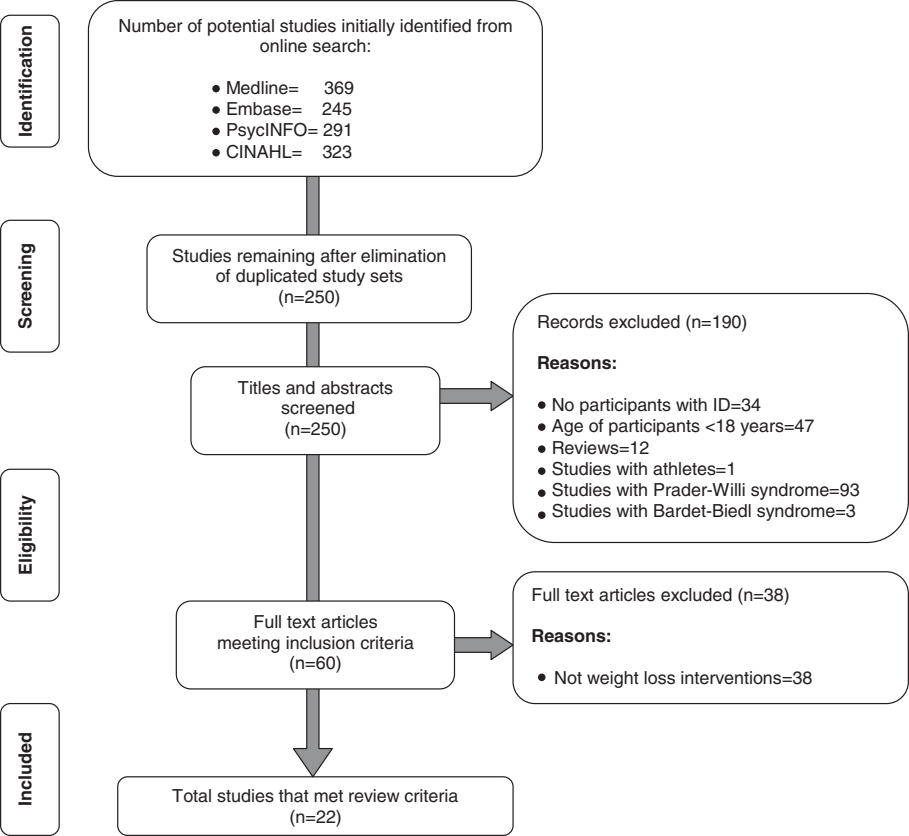 Identification
Number of potential studies initially identified from
online search:
● Medline= 369
● Embase= 245
● PsycINFO= 291
● CINAHL= 323
Screening
Studies remaining after elimination
of duplicated study sets
(n=250)
Titles and abstracts
screened
(n=250)
Records excluded (n=190)
Reasons:
● No participants with ID=34
● Age of participants <18 years=47
● Reviews=12
● Studies with athletes=1
● Studies with Prader-Willi syndrome=93
● Studies with Bardet-Biedl syndrome=3
Eligibility
Full text articles
meeting inclusion criteria
(n=60)
Full text articles excluded (n=38)
Reasons:
● Not weight loss interventions=38
Included
Total studies that met review criteria
(n=22)